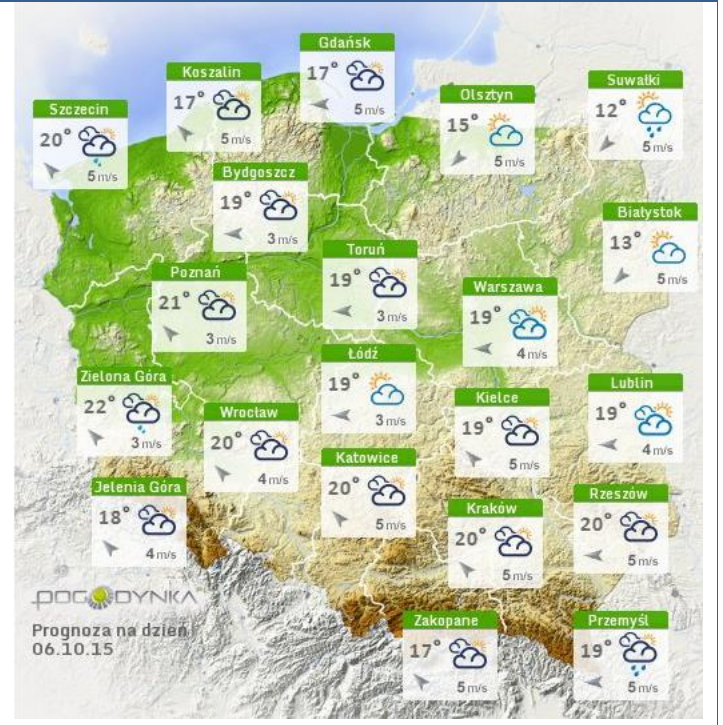 Gdańsk
17°
5 m/s
Koszalin
17°
5 m/s
Suwałki
12°
5 m/s
Olsztyn
15°
5 m/s
Szczecin
20°
5 m/s
Bydgoszcz
19°
3 m/s
Białystok
13°
5 m/s
Toruń
19°
3 m/s
Poznań
21°
3 m/s
Warszawa
19°
4 m/s
Łódź
19°
3 m/s
Zielona Góra
22°
3 m/s
Lublin
19°
4 m/s
Kielce
19°
5 m/s
Wrocław
20°
4 m/s
Katowice
20°
5 m/s
Jelenia Góra
18°
4 m/s
Rzeszów
20°
5 m/s
Kraków
20°
5 m/s
POGODYNKA
Prognoza na dzień
06.10.15
Zakopane
17°
5 m/s
Przemyśl
19°
5 m/s